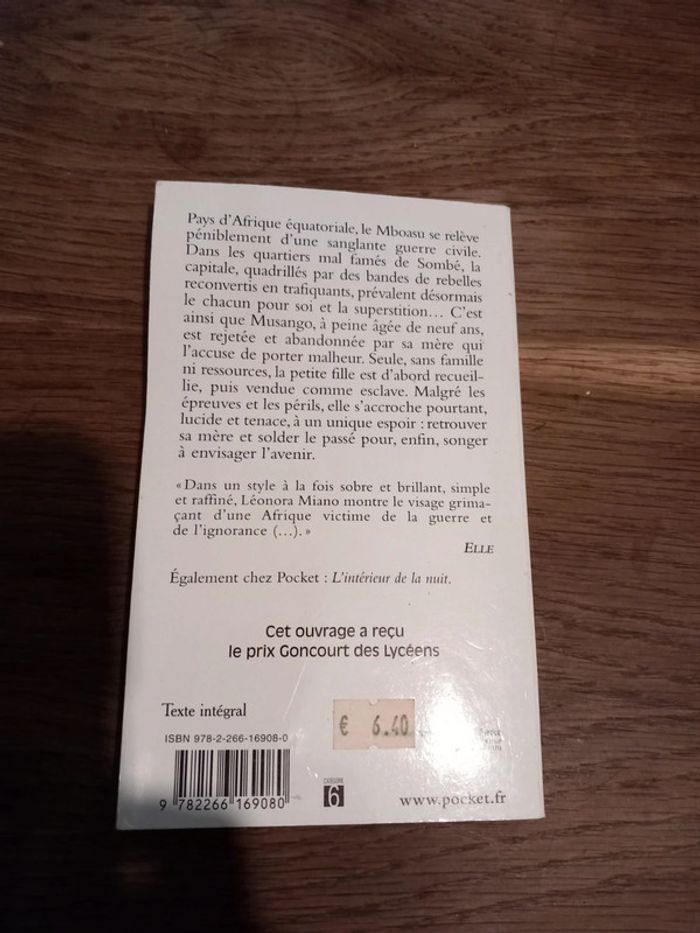 Pays d'Afrique équatoriale, le Mboasu se relève
péniblement d'une sanglante guerre civile.
Dans les quartiers mal famés de Sombé, la
capitale, quadrillés par des bandes de rebelles
reconvertis en trafiquants, prévalent désormais
le chacun pour soi et la superstition... C'est
ainsi que Musango, à peine âgée de neuf ans,
est rejetée et abandonnée par sa mère qui
l'accuse de porter malheur. Seule, sans famille
ni ressources, la petite fille est d'abord recueil-
lie, puis vendue comme esclave. Malgré les
épreuves et les périls, elle s'accroche pourtant,
lucide et tenace, à un unique espoir : retrouver
sa mère et solder le passé pour, enfin, songer
à envisager l'avenir.
« Dans un style à la fois sobre et brillant, simple
et raffiné, Léonora Miano montre le visage grima-
çant d'une Afrique victime de la guerre et
de l'ignorance (...). »
ELLE
Également chez Pocket : L'intérieur de la nuit.
Cet ouvrage a reçu
le prix Goncourt des Lycéens
Texte intégral
€ 6.40
ISBN 978-2-266-16908-0
9 782266 169080
CATÉGORIE
6
www.pocket.fr